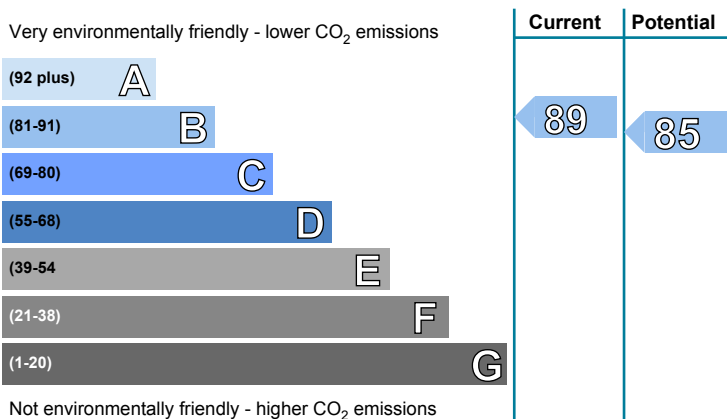 Very environmentally friendly - lower CO2 emissions
Current
Potential
(92 plus) A
(81-91) B
89
85
(69-80) C
(55-68) D
(39-54 E
(21-38) F
(1-20) G
Not environmentally friendly - higher CO2 emissions